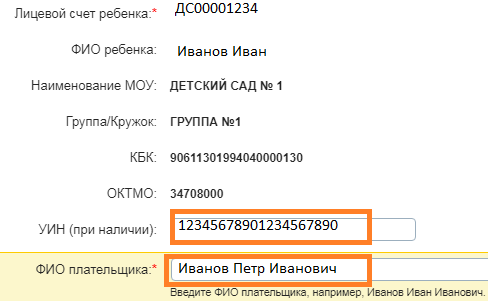 Лицевой счет ребенка:* ДС00001234
ФИО ребенка: Иванов Иван
Наименование МОУ: ДЕТСКИЙ САД № 1
Группа/Кружок: ГРУППА №1
КБК: 90611301994040000130
ОКТМО: 34708000
УИН (при наличии): 12345678901234567890
ФИО плательщика:* Иванов Петр Иванович
Введите ФИО плательщика, например, Иванов Иван Иванович.